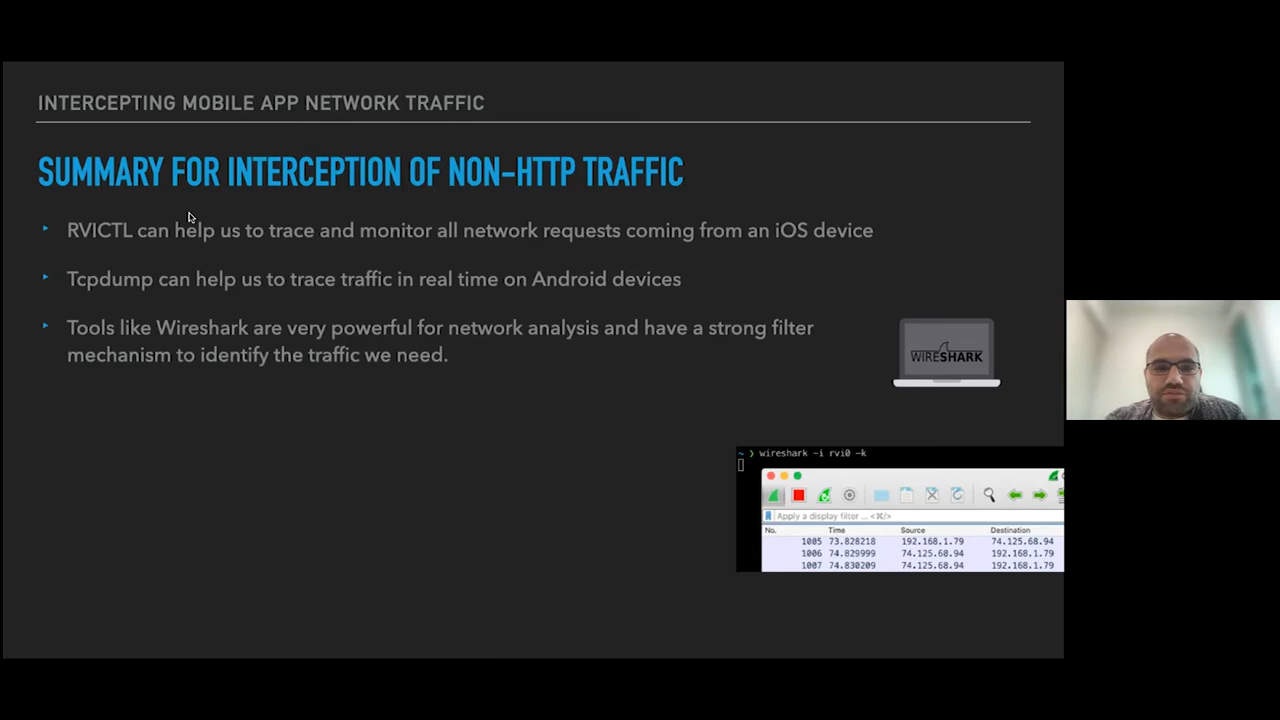 INTERCEPTING MOBILE APP NETWORK TRAFFIC
SUMMARY FOR INTERCEPTION OF NON-HTTP TRAFFIC
RVICTL can help us to trace and monitor all network requests coming from an iOS device
Tcpdump can help us to trace traffic in real time on Android devices
Tools like Wireshark are very powerful for network analysis and have a strong filter
mechanism to identify the traffic we need.
WIRESHARK
~ ❯ wireshark -i rvi0 -k
Apply a display filter ... <⌘/>
No. Time Source Destination
1005 73.828218 192.168.1.79 74.125.68.94
1006 74.829999 74.125.68.94 192.168.1.79
1007 74.830209 74.125.68.94 192.168.1.79